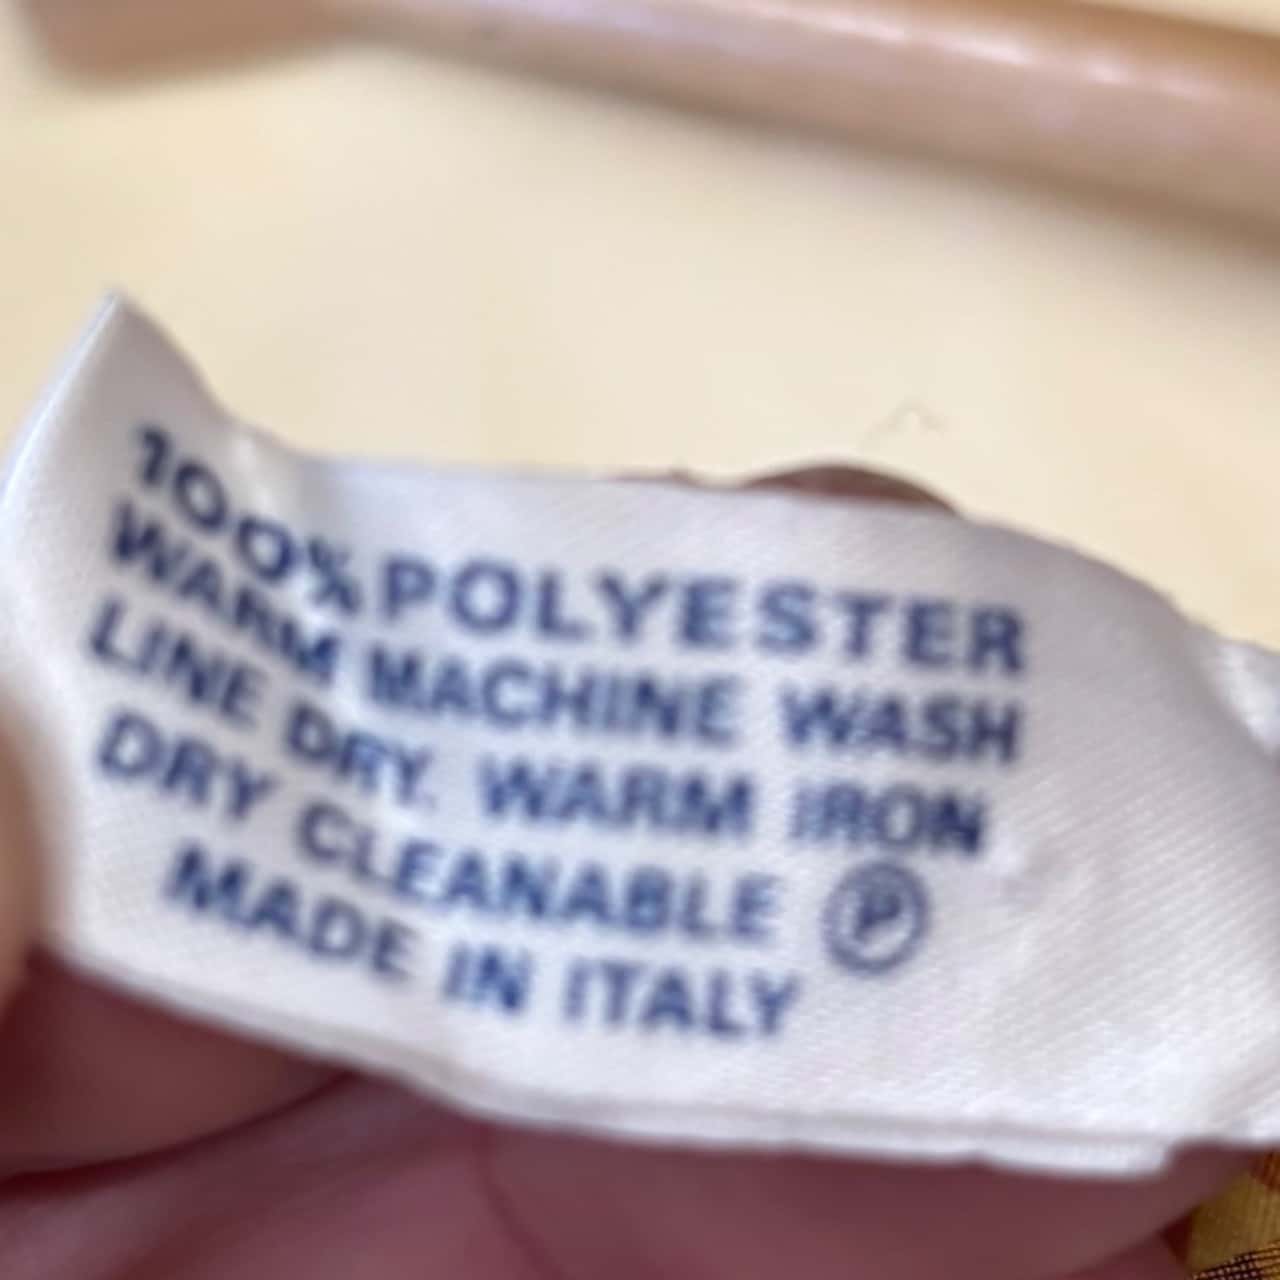 100% POLYESTER
WARM MACHINE WASH
LINE DRY. WARM IRON
DRY CLEANABLE Ⓟ
MADE IN ITALY